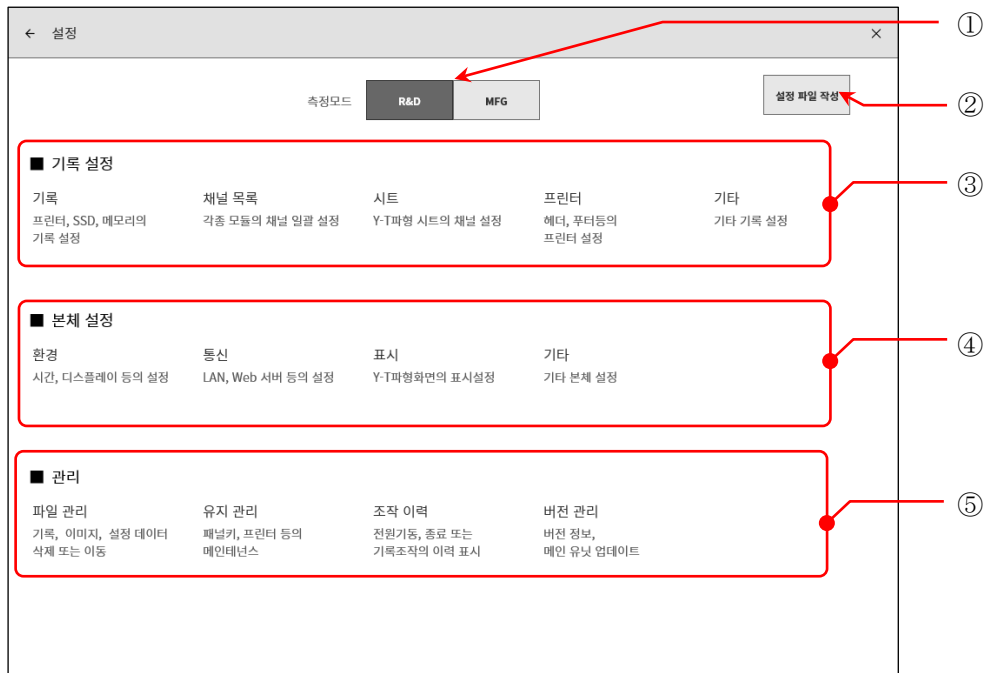 ← 설정 ×
①
측정모드 R&D MFG
설정 파일 작성
②
■ 기록 설정
③
기록 채널 목록 시트 프린터 기타
프린터, SSD, 메모리의 각종 모듈의 채널 일괄 설정 Y-T파형 시트의 채널 설정 헤더, 푸터등의 기타 기록 설정
기록 설정 프린터 설정
■ 본체 설정
④
환경 통신 표시 기타
시간, 디스플레이 등의 설정 LAN, Web 서버 등의 설정 Y-T파형화면의 표시설정 기타 본체 설정
■ 관리
⑤
파일 관리 유지 관리 조작 이력 버전 관리
기록, 이미지, 설정 데이터 패널키, 프린터 등의 전원기동, 종료 또는 버전 정보,
삭제 또는 이동 메인테넌스 기록조작의 이력 표시 메인 유닛 업데이트